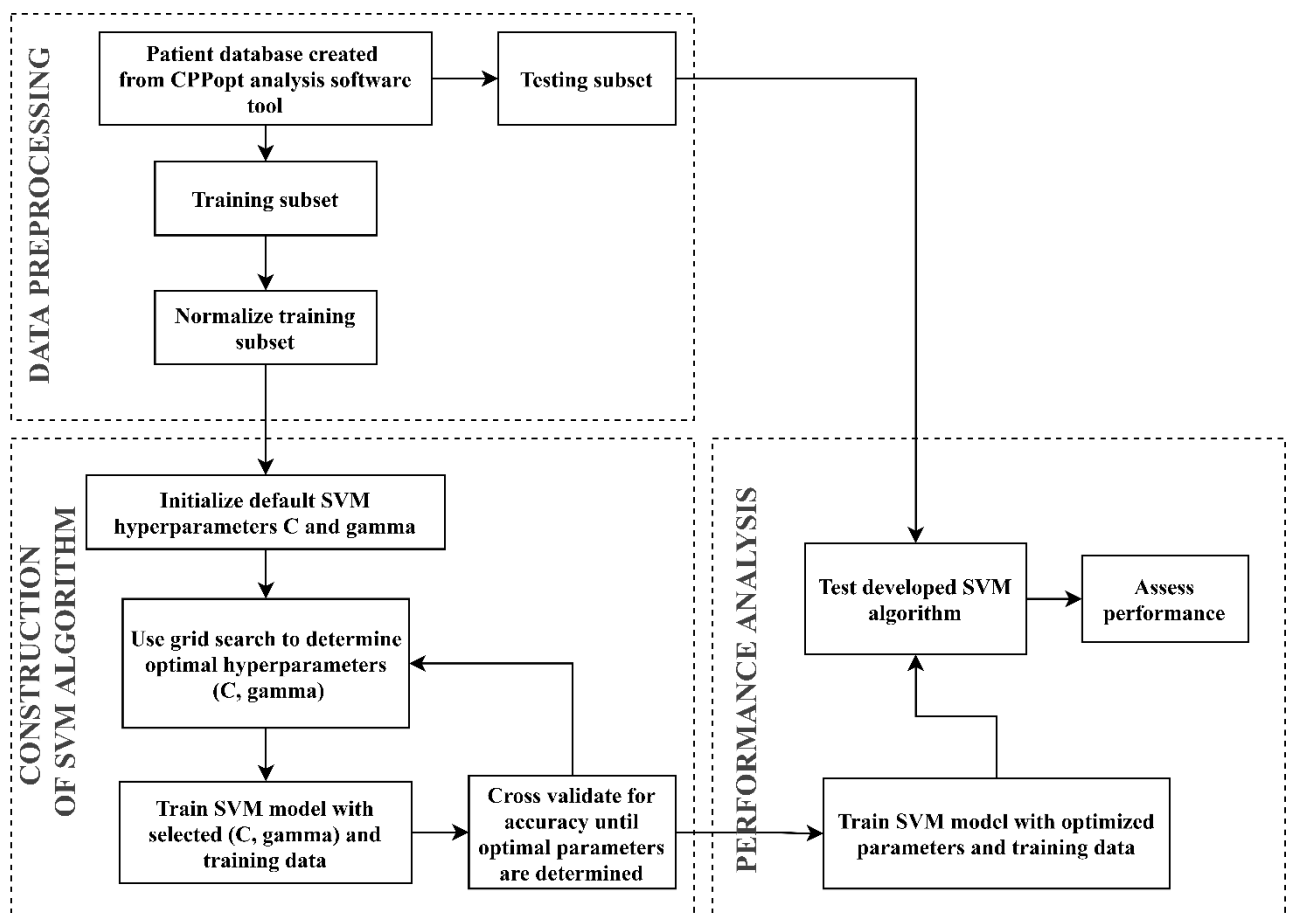 DATA PREPROCESSING
Patient database created
from CPPopt analysis software
tool
Testing subset
Training subset
Normalize training
subset
CONSTRUCTION
OF SVM ALGORITHM
Initialize default SVM
hyperparameters C and gamma
Use grid search to determine
optimal hyperparameters
(C, gamma)
Train SVM model with
selected (C, gamma) and
training data
Cross validate for
accuracy until
optimal parameters
are determined
PERFORMANCE ANALYSIS
Test developed SVM
algorithm
Assess
performance
Train SVM model with optimized
parameters and training data